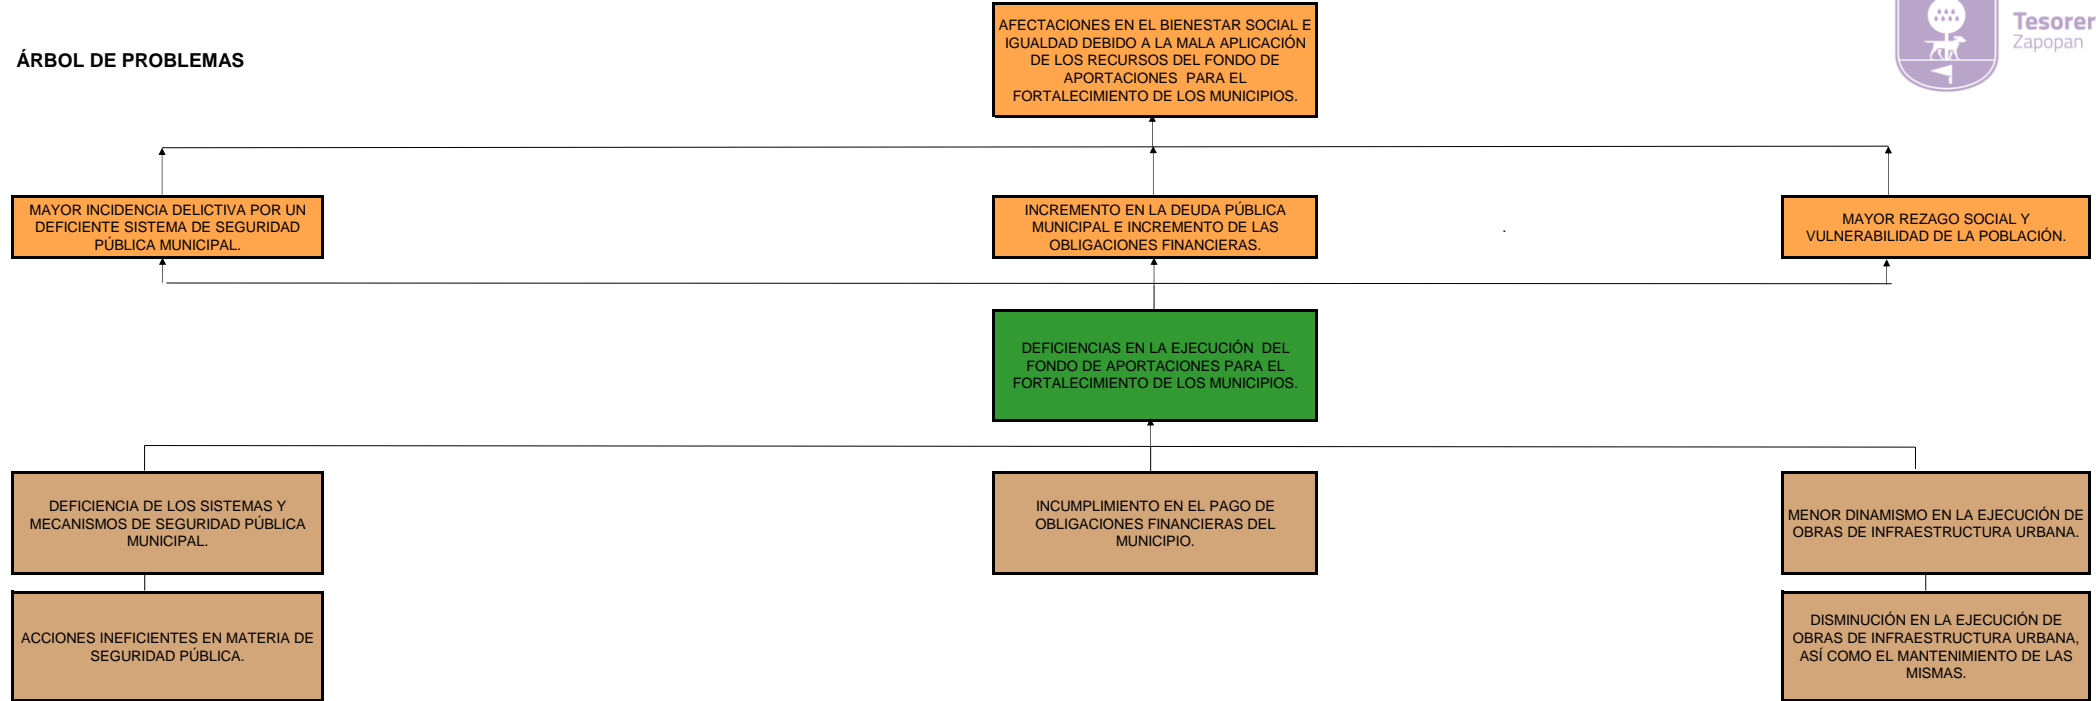 AFECTACIONES EN EL BIENESTAR SOCIAL E
IGUALDAD DEBIDO A LA MALA APLICACIÓN
DE LOS RECURSOS DEL FONDO DE
APORTACIONES PARA EL
FORTALECIMIENTO DE LOS MUNICIPIOS.
Tesorer
Zapopan
ÁRBOL DE PROBLEMAS
MAYOR INCIDENCIA DELICTIVA POR UN
DEFICIENTE SISTEMA DE SEGURIDAD
PÚBLICA MUNICIPAL.
INCREMENTO EN LA DEUDA PÚBLICA
MUNICIPAL E INCREMENTO DE LAS
OBLIGACIONES FINANCIERAS.
.
MAYOR REZAGO SOCIAL Y
VULNERABILIDAD DE LA POBLACIÓN.
DEFICIENCIAS EN LA EJECUCIÓN DEL
FONDO DE APORTACIONES PARA EL
FORTALECIMIENTO DE LOS MUNICIPIOS.
DEFICIENCIA DE LOS SISTEMAS Y
MECANISMOS DE SEGURIDAD PÚBLICA
MUNICIPAL.
INCUMPLIMIENTO EN EL PAGO DE
OBLIGACIONES FINANCIERAS DEL
MUNICIPIO.
MENOR DINAMISMO EN LA EJECUCIÓN DE
OBRAS DE INFRAESTRUCTURA URBANA.
ACCIONES INEFICIENTES EN MATERIA DE
SEGURIDAD PÚBLICA.
DISMINUCIÓN EN LA EJECUCIÓN DE
OBRAS DE INFRAESTRUCTURA URBANA,
ASÍ COMO EL MANTENIMIENTO DE LAS
MISMAS.